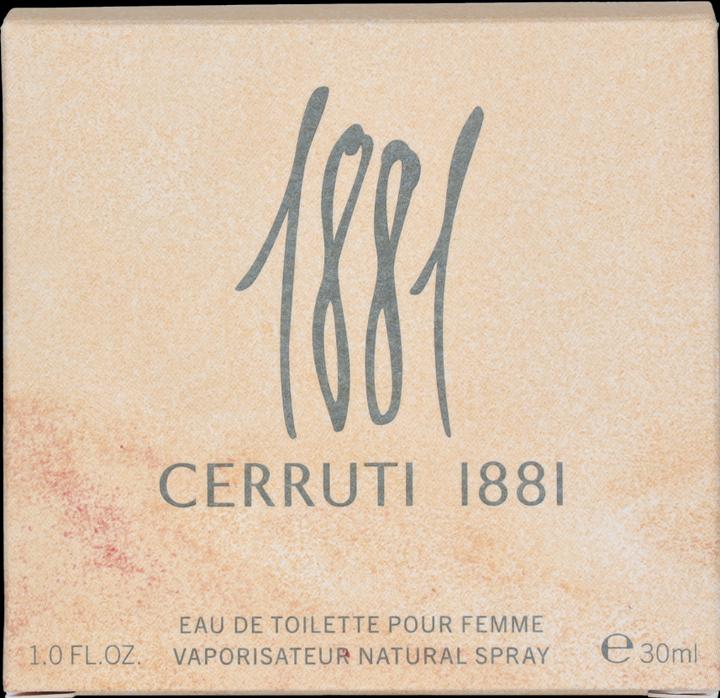 1881
CERRUTI 1881
EAU DE TOILETTE POUR FEMME
1.0 FL.OZ. VAPORISATEUR NATURAL SPRAY ℮ 30ml